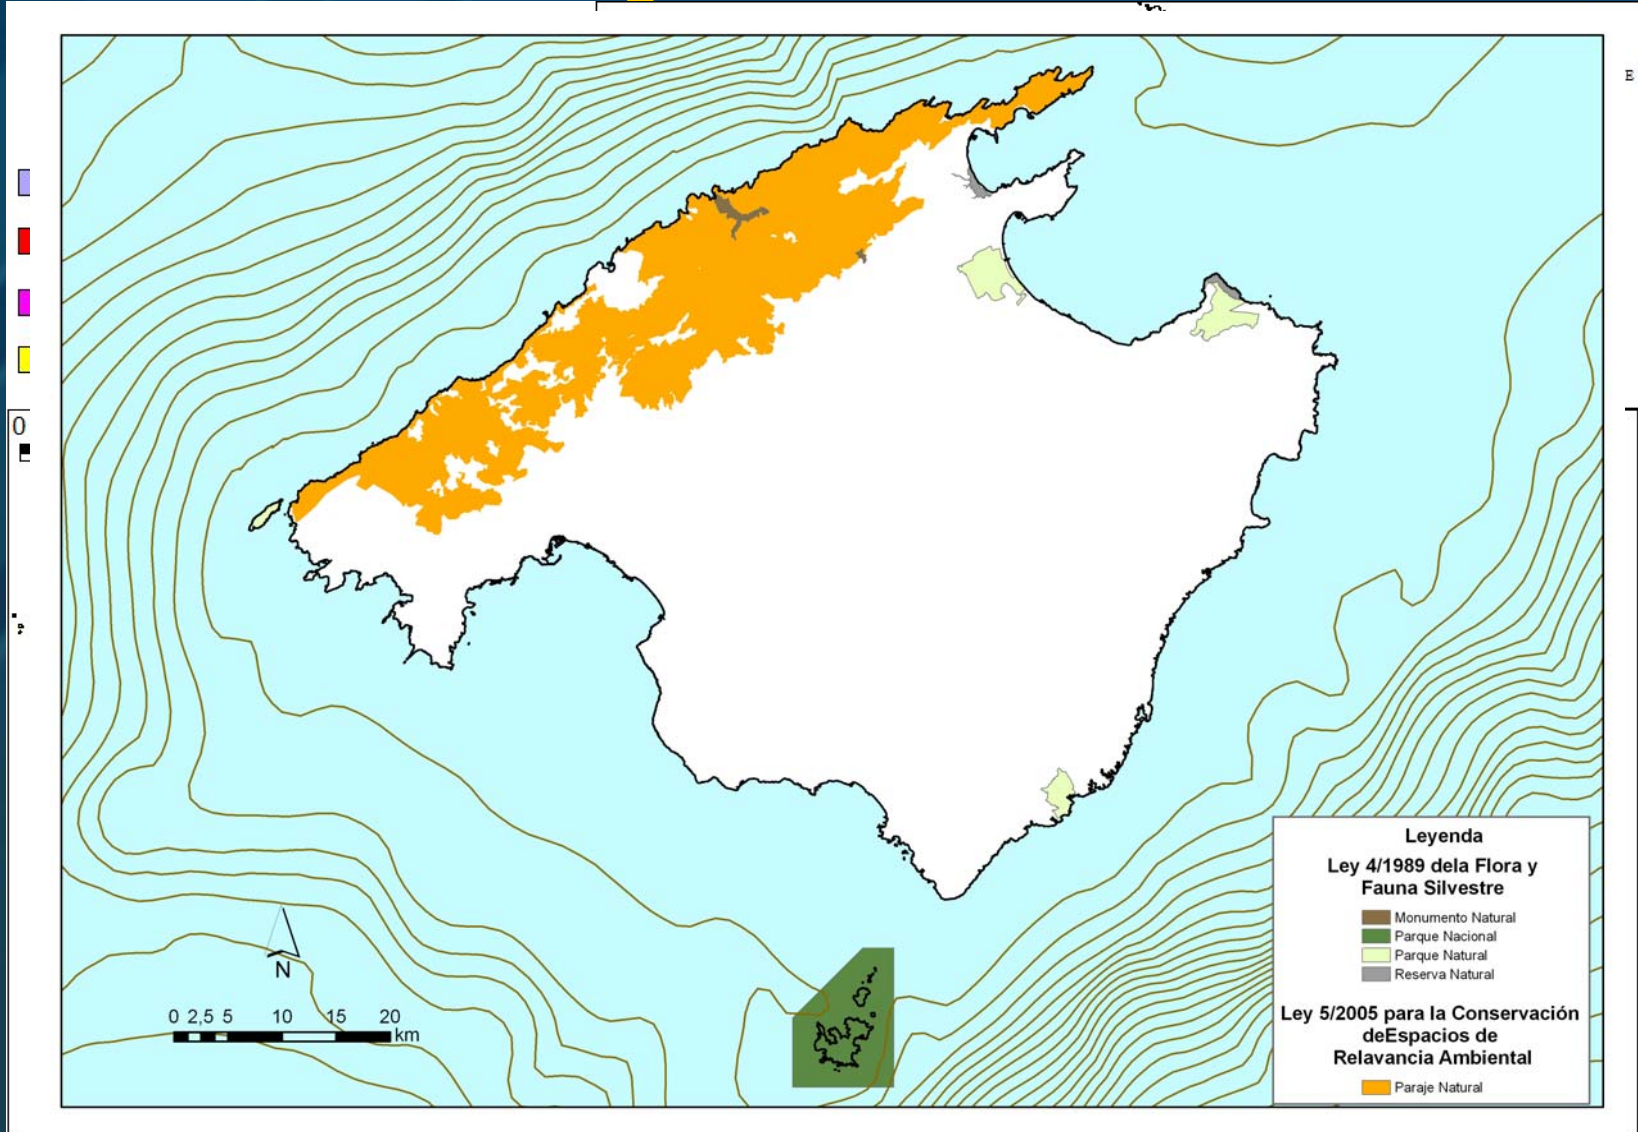 E
0
N
0 2,5 5 10 15 20
km
Leyenda
Ley 4/1989 dela Flora y
Fauna Silvestre
Monumento Natural
Parque Nacional
Parque Natural
Reserva Natural
Ley 5/2005 para la Conservación
deEspacios de
Relavancia Ambiental
Paraje Natural